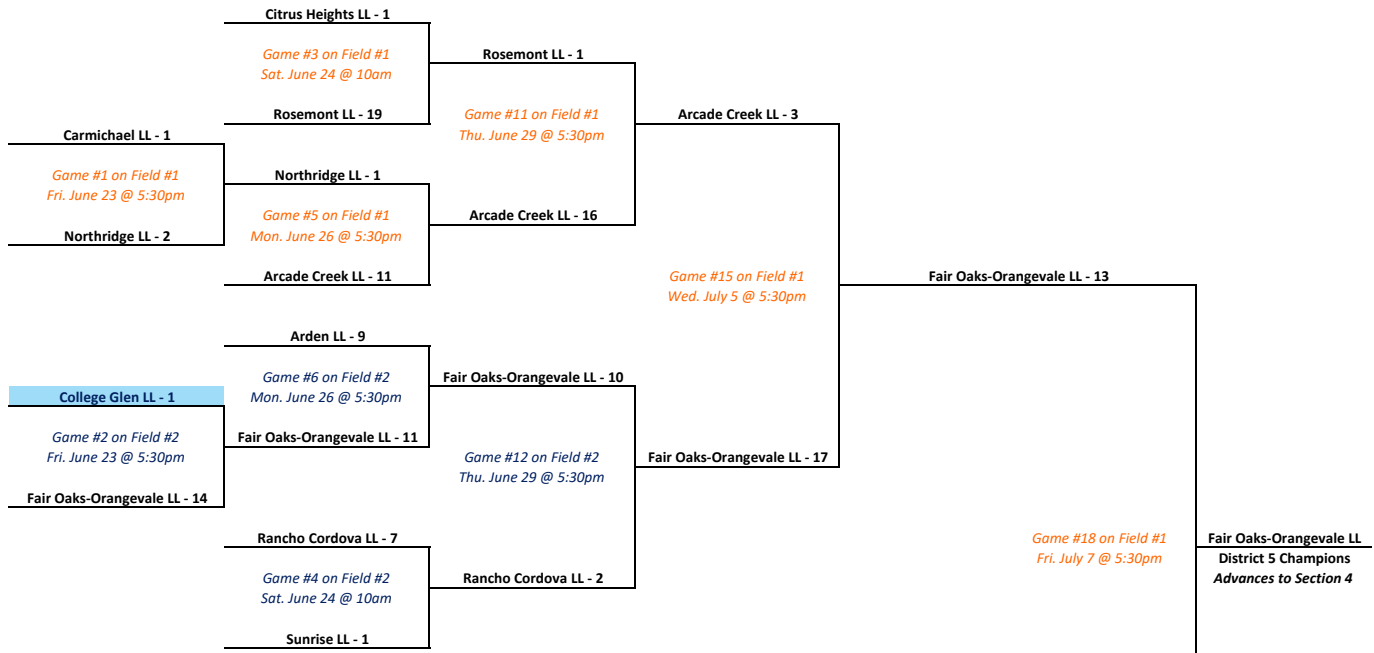 Citrus Heights LL - 1
Game #3 on Field #1
Sat. June 24 @ 10am
Rosemont LL - 19
Rosemont LL - 1
Game #11 on Field #1
Thu. June 29 @ 5:30pm
Arcade Creek LL - 3
Carmichael LL - 1
Game #1 on Field #1
Fri. June 23 @ 5:30pm
Northridge LL - 2
Northridge LL - 1
Game #5 on Field #1
Mon. June 26 @ 5:30pm
Arcade Creek LL - 11
Arcade Creek LL - 16
Game #15 on Field #1
Wed. July 5 @ 5:30pm
Fair Oaks-Orangevale LL - 13
Arden LL - 9
Game #6 on Field #2
Mon. June 26 @ 5:30pm
Fair Oaks-Orangevale LL - 11
Fair Oaks-Orangevale LL - 10
College Glen LL - 1
Game #2 on Field #2
Fri. June 23 @ 5:30pm
Fair Oaks-Orangevale LL - 14
Game #12 on Field #2
Thu. June 29 @ 5:30pm
Fair Oaks-Orangevale LL - 17
Rancho Cordova LL - 7
Game #4 on Field #2
Sat. June 24 @ 10am
Sunrise LL - 1
Rancho Cordova LL - 2
Game #18 on Field #1
Fri. July 7 @ 5:30pm
Fair Oaks-Orangevale LL
District 5 Champions
Advances to Section 4